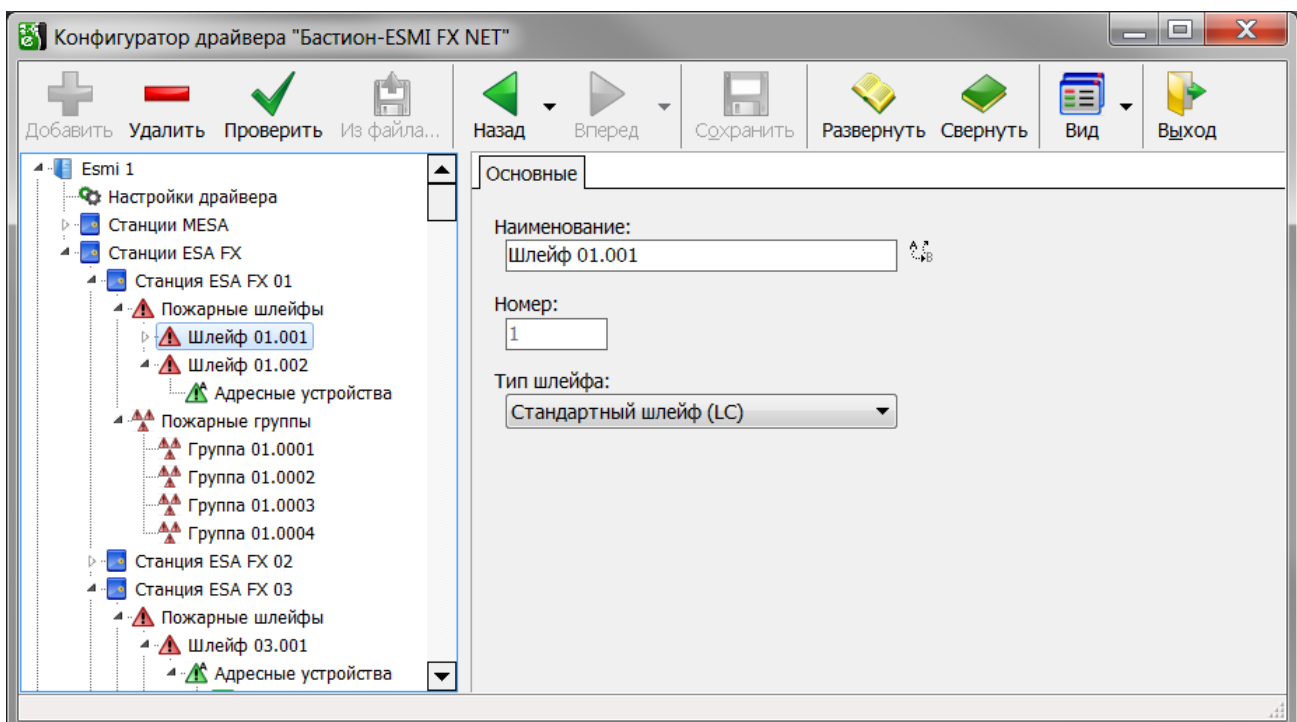 Конфигуратор драйвера "Бастион-ESMI FX NET"
Добавить Удалить Проверить Из файла... Назад Вперед Сохранить Развернуть Свернуть Вид Выход
Esmi 1
Настройки драйвера
Станции MESA
Станции ESA FX
Станция ESA FX 01
Пожарные шлейфы
Шлейф 01.001
Шлейф 01.002
Адресные устройства
Пожарные группы
Группа 01.0001
Группа 01.0002
Группа 01.0003
Группа 01.0004
Станция ESA FX 02
Станция ESA FX 03
Пожарные шлейфы
Шлейф 03.001
Адресные устройства
Основные
Наименование:
Шлейф 01.001
Номер:
1
Тип шлейфа:
Стандартный шлейф (LC)